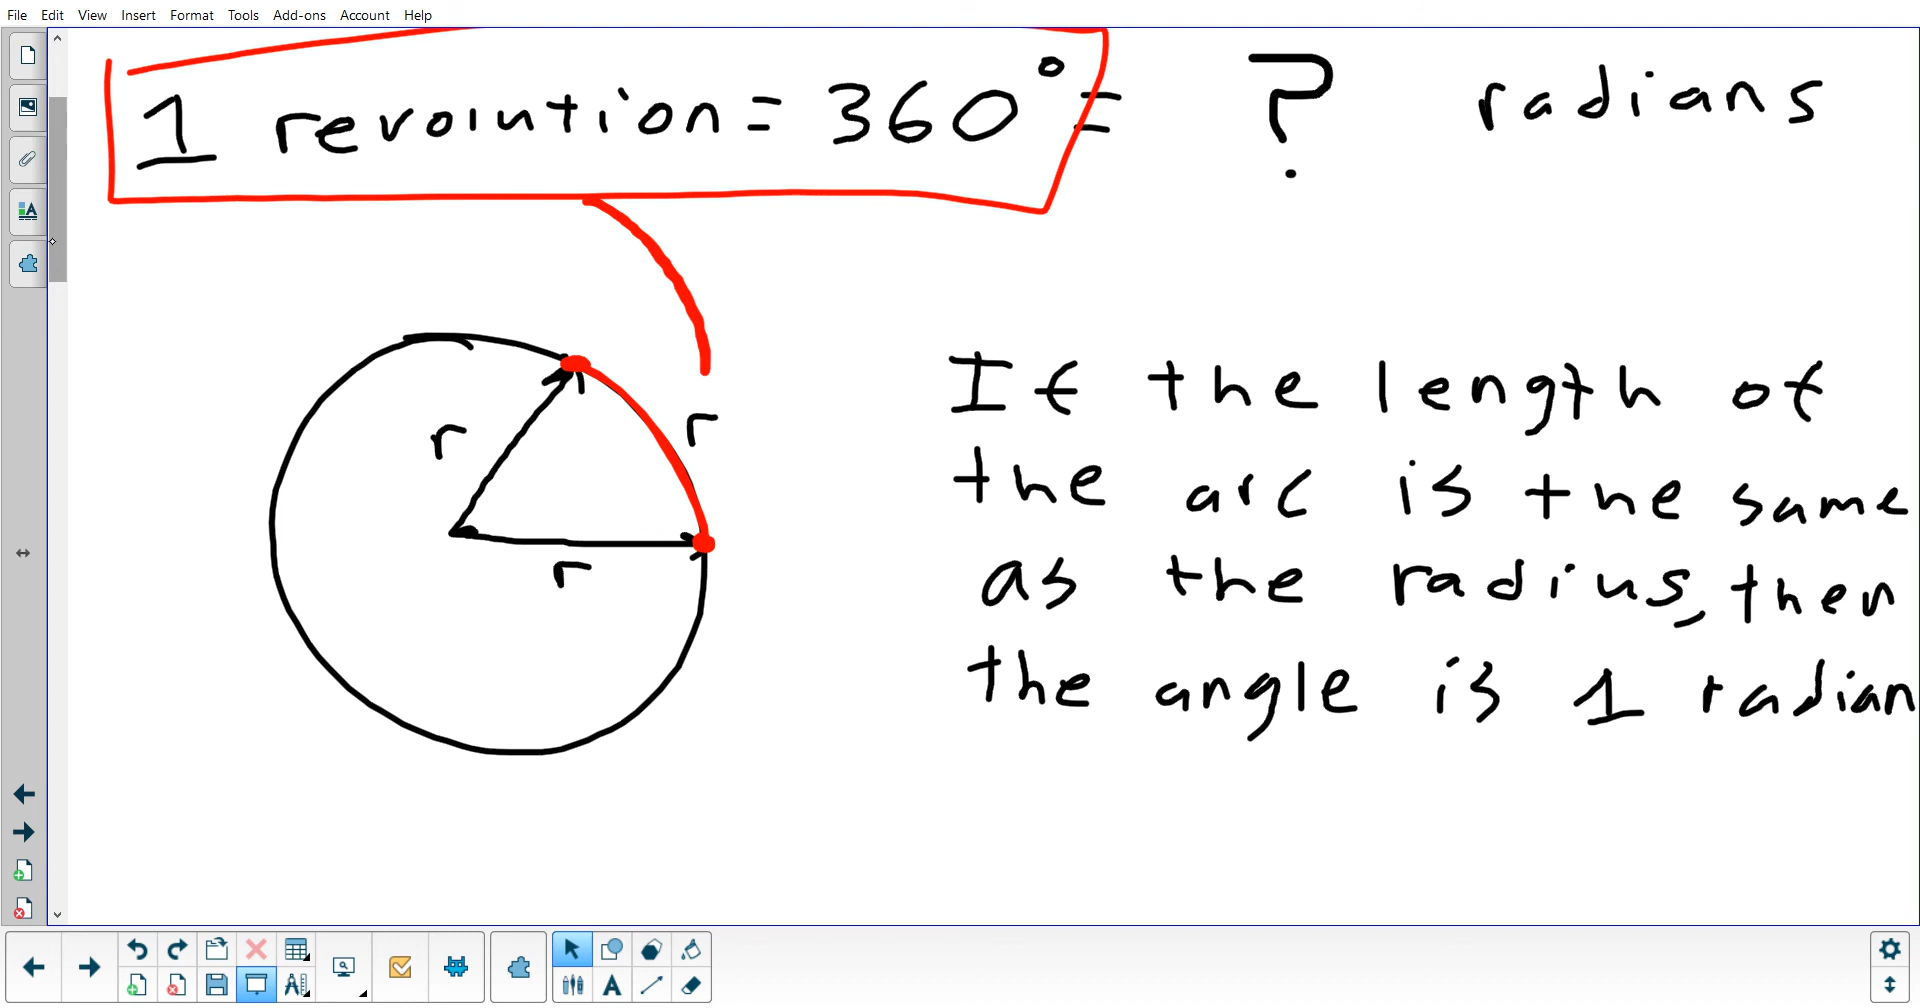 File Edit View Insert Format Tools Add-ons Account Help
1 revolution = 360° = ? radians
r
r
r
If the length of
the arc is the same
as the radius, then
the angle is 1 radian